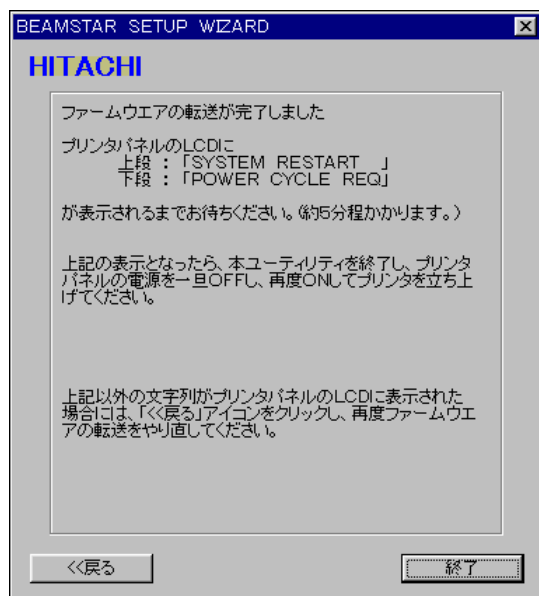 BEAMSTAR SETUP WIZARD
HITACHI
ファームウエアの転送が完了しました
プリンタパネルのLCDに
上段 : 「SYSTEM RESTART 」
下段 : 「POWER CYCLE REQ」
が表示されるまでお待ちください。(約5分程かかります。)
上記の表示となったら、本ユーティリティを終了し、プリンタ
パネルの電源を一旦OFFし、再度ONしてプリンタを立ち上
げてください。
上記以外の文字列がプリンタパネルのLCDに表示された
場合には、「<<戻る」アイコンをクリックし、再度ファームウエ
アの転送をやり直してください。
<<戻る
終了